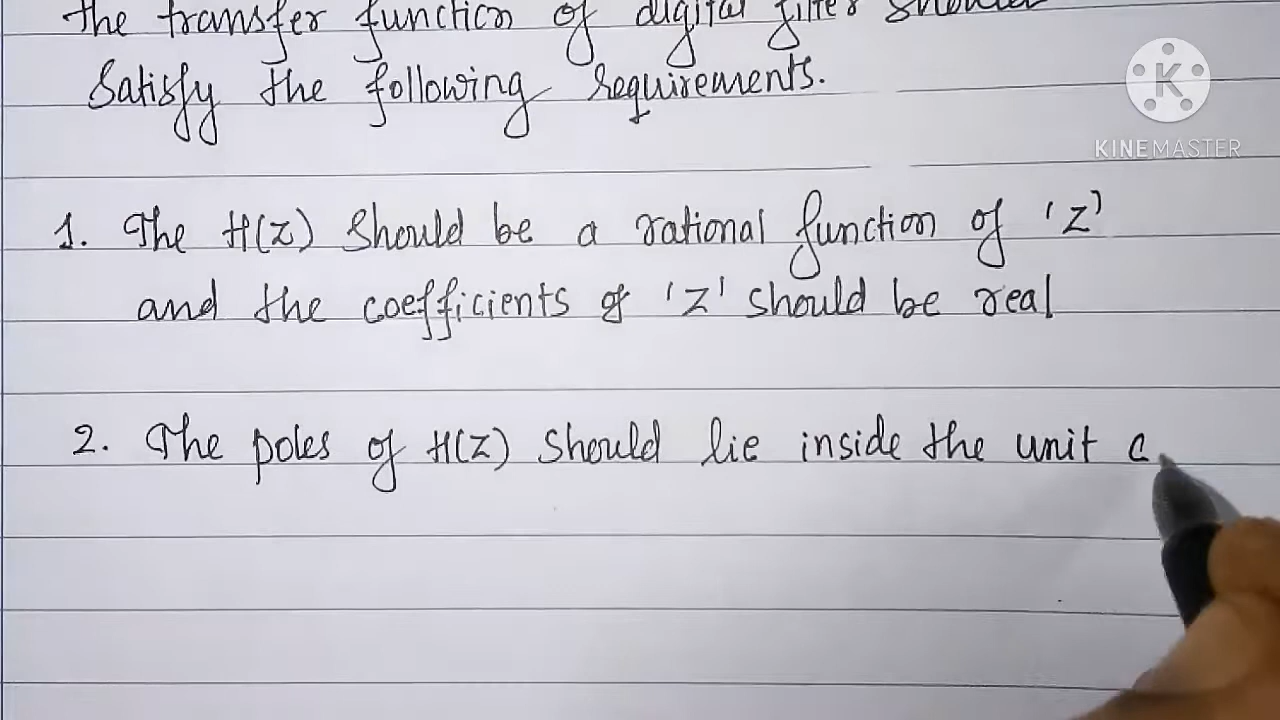 the transfer function of digital filter should
Satisfy the following requirements.
K
KINEMASTER
1. The H(Z) Should be a rational function of 'Z'
and the coefficients of 'Z' should be real
2. The poles of H(Z) Should lie inside the unit c